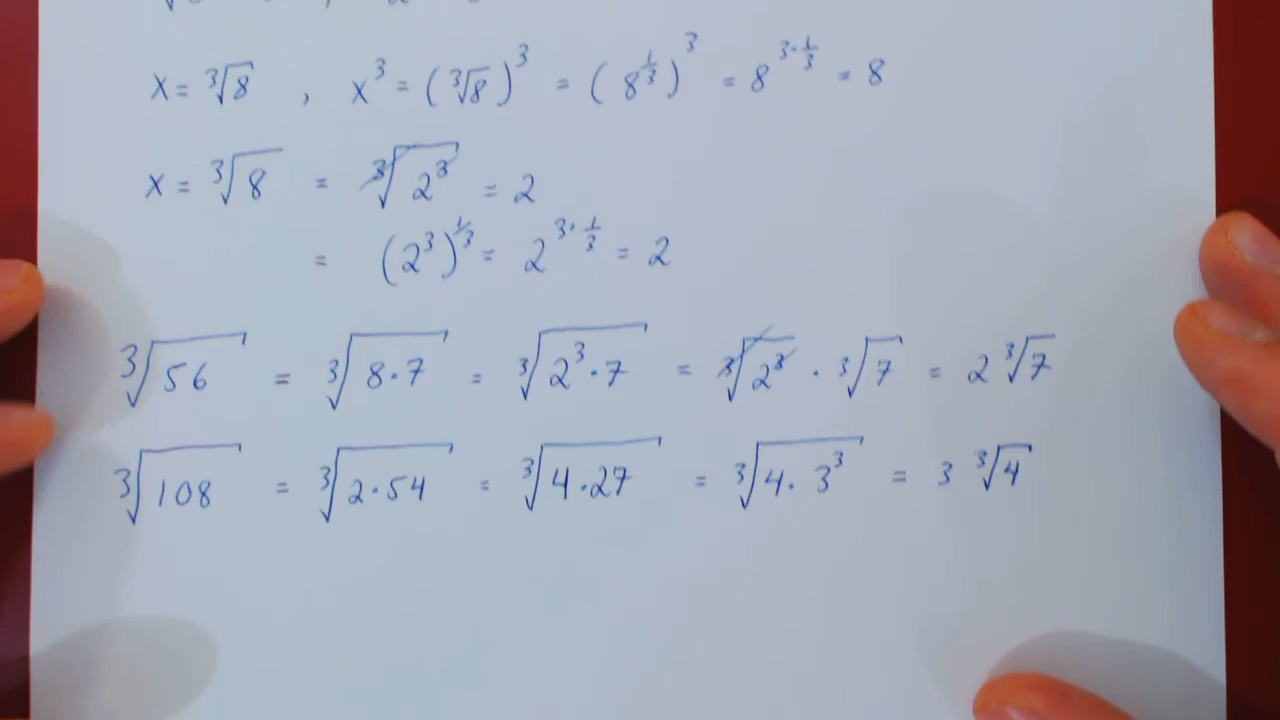 x = ∛8 , x³ = (∛8)³ = (8^{1/3})³ = 8^{3·1/3} = 8
x = ∛8 = ∛2³ = 2
= (2³)^{1/3} = 2^{3·1/3} = 2
∛56 = ∛(8·7) = ∛(2³·7) = ∛2³ · ∛7 = 2∛7
∛108 = ∛(2·54) = ∛(4·27) = ∛(4·3³) = 3∛4